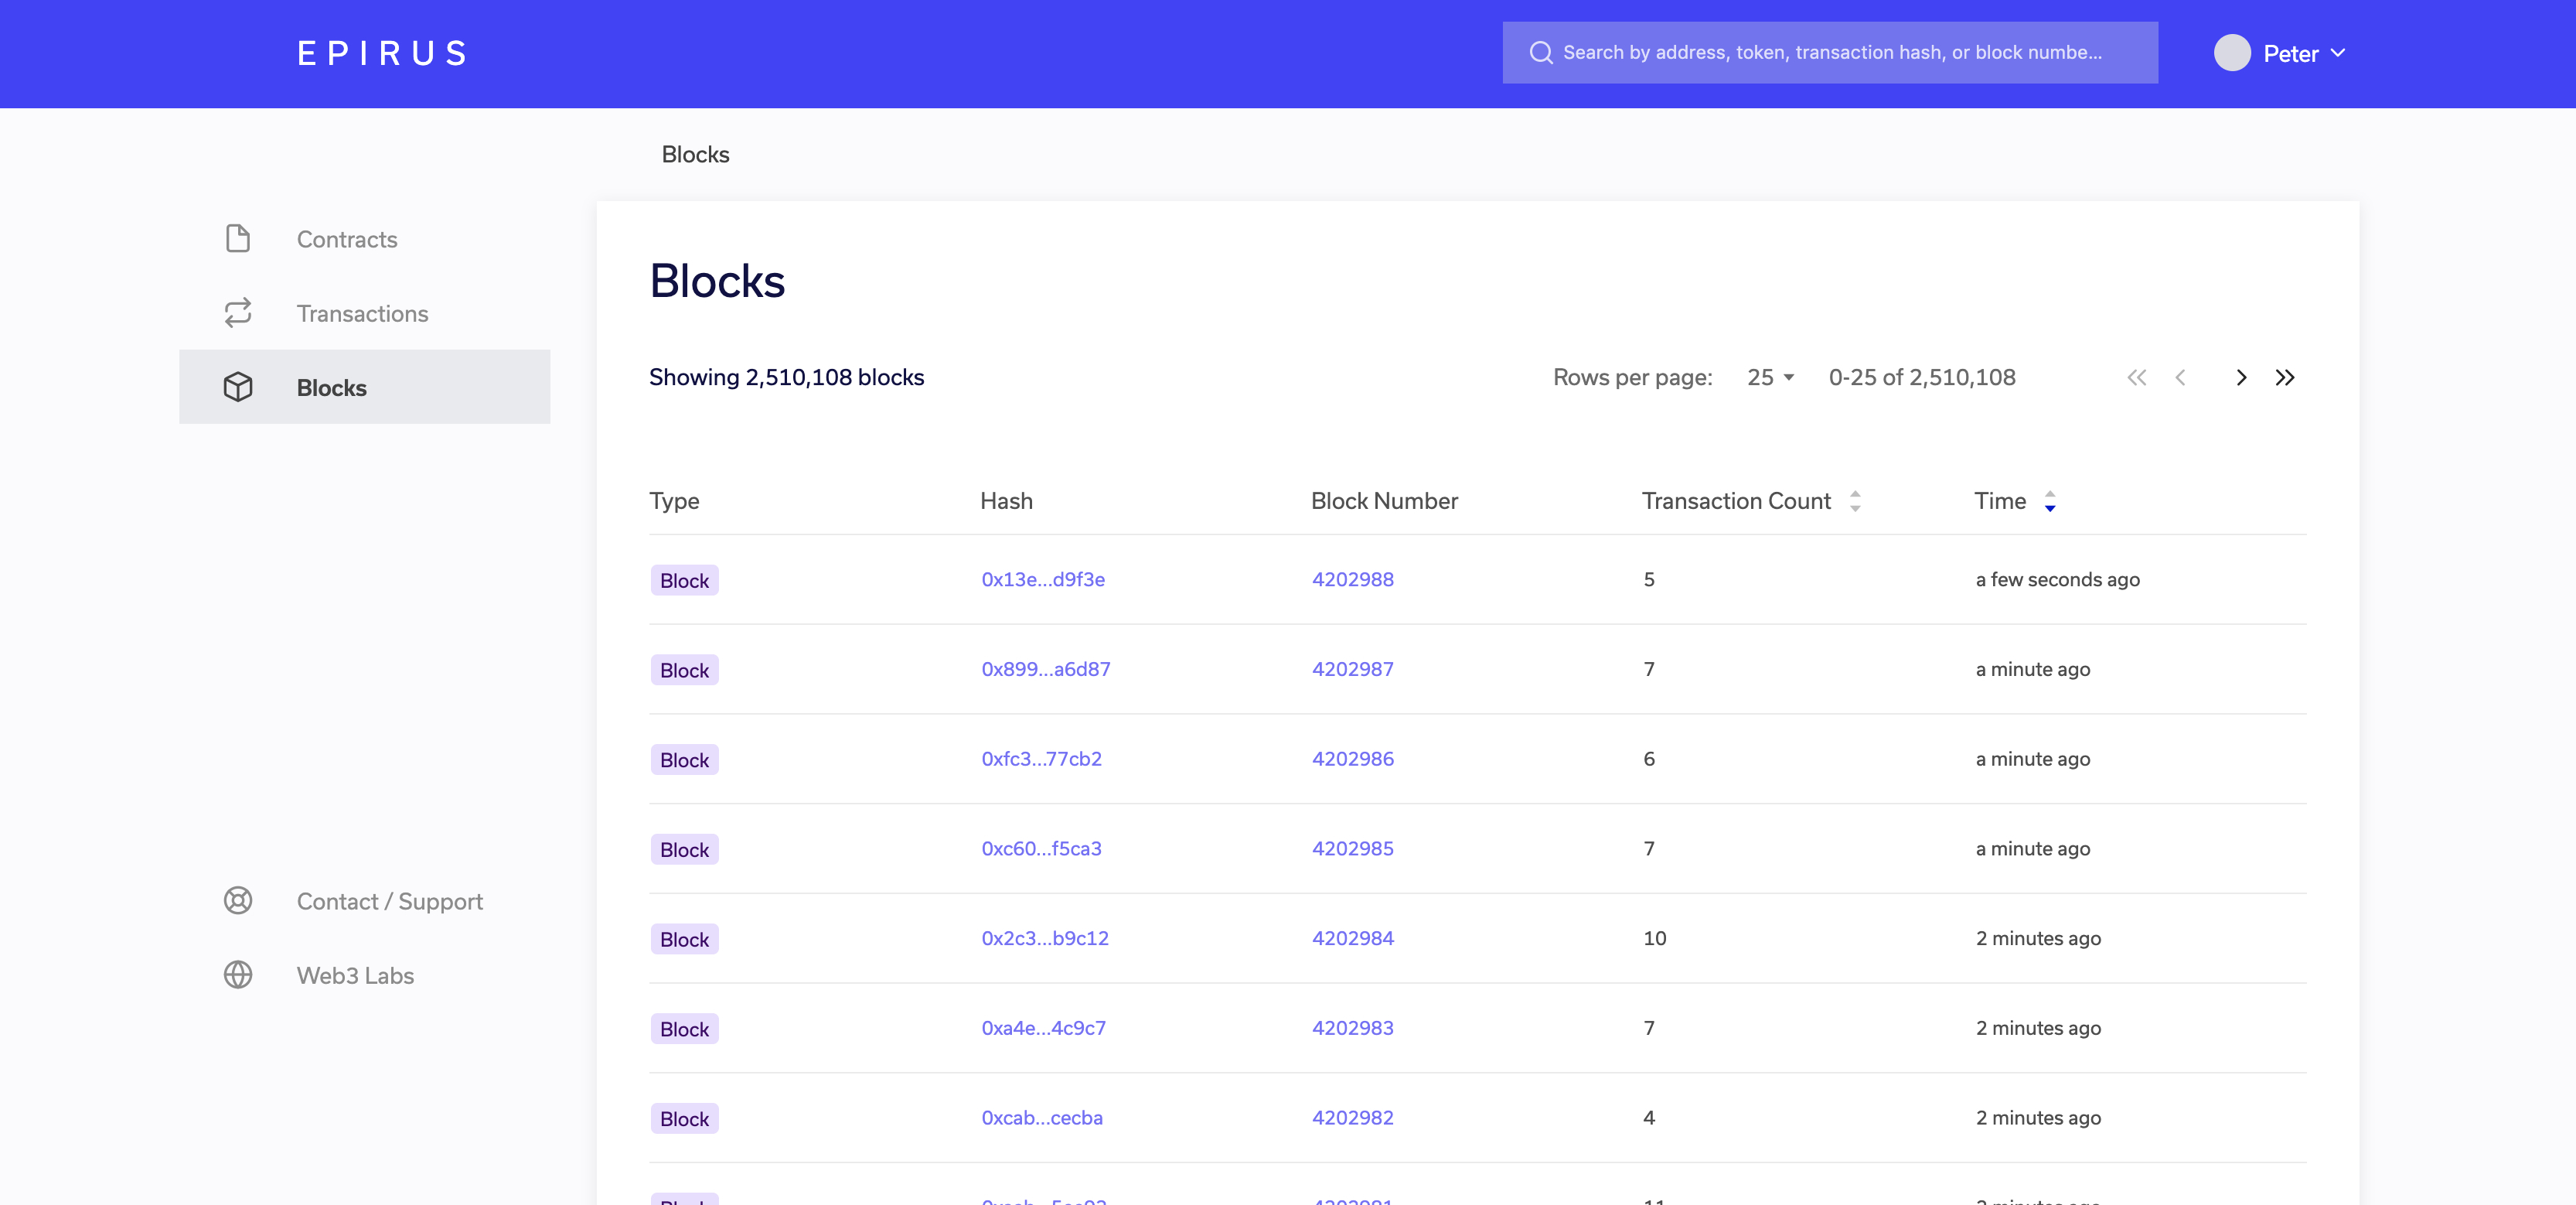 EPIRUS
Search by address, token, transaction hash, or block numbe...
Peter
Blocks
Contracts
Transactions
Blocks
Contact / Support
Web3 Labs
Blocks
Showing 2,510,108 blocks
Rows per page: 25 0-25 of 2,510,108
Type Hash Block Number Transaction Count Time
Block 0x13e...d9f3e 4202988 5 a few seconds ago
Block 0x899...a6d87 4202987 7 a minute ago
Block 0xfc3...77cb2 4202986 6 a minute ago
Block 0xc60...f5ca3 4202985 7 a minute ago
Block 0x2c3...b9c12 4202984 10 2 minutes ago
Block 0xa4e...4c9c7 4202983 7 2 minutes ago
Block 0xcab...cecba 4202982 4 2 minutes ago
Block 4202981 11 minutes ago